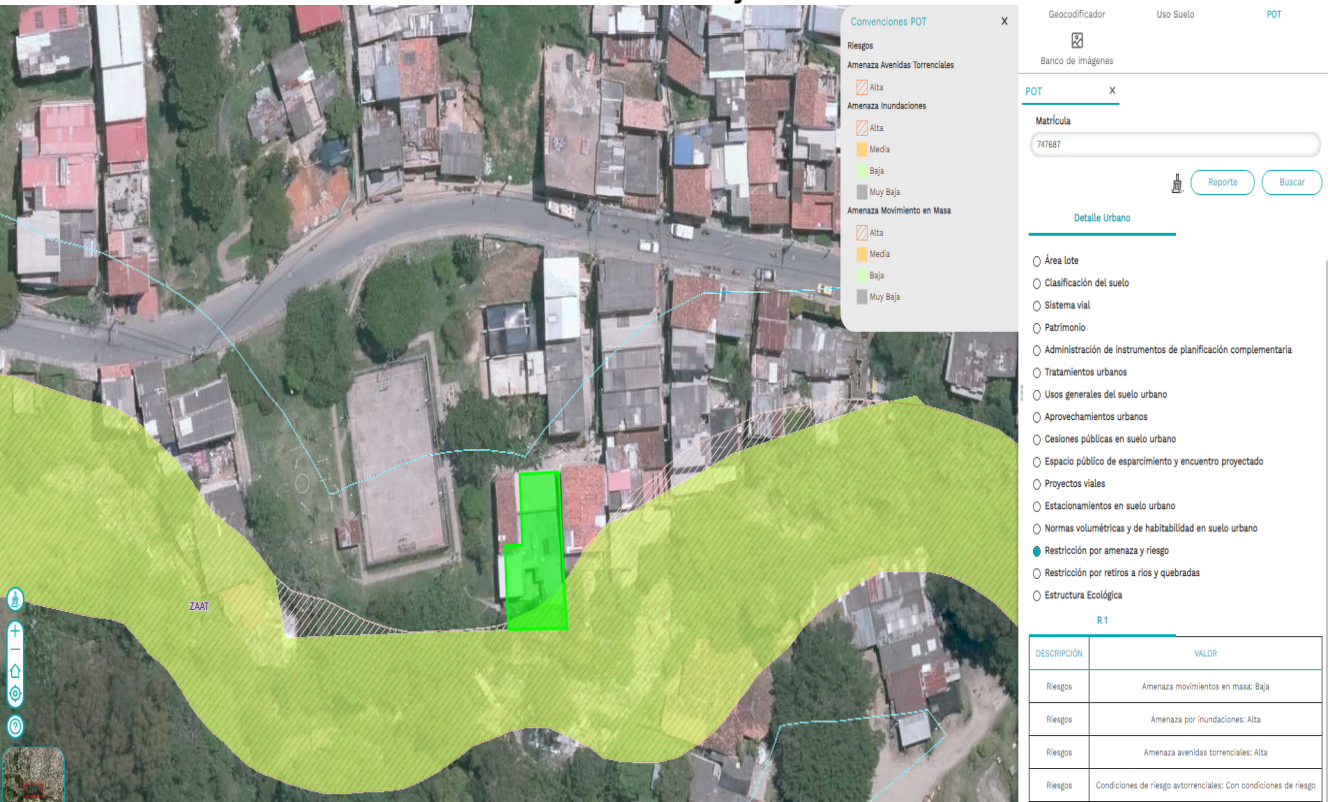 Convenciones POT X
Riesgos
Amenaza Avenidas Torrenciales
Alta
Amenaza Inundaciones
Alta
Media
Baja
Muy Baja
Amenaza Movimiento en Masa
Alta
Media
Baja
Muy Baja
ZAAT
Geocodificador Uso Suelo POT
Banco de imágenes
POT X
Matrícula
747687
Reporte Buscar
Detalle Urbano
Área lote
Clasificación del suelo
Sistema vial
Patrimonio
Administración de instrumentos de planificación complementaria
Tratamientos urbanos
Usos generales del suelo urbano
Aprovechamientos urbanos
Cesiones públicas en suelo urbano
Espacio público de esparcimiento y encuentro proyectado
Proyectos viales
Estacionamientos en suelo urbano
Normas volumétricas y de habitabilidad en suelo urbano
Restricción por amenaza y riesgo
Restricción por retiros a rios y quebradas
Estructura Ecológica
R 1
DESCRIPCIÓN VALOR
Riesgos Amenaza movimientos en masa: Baja
Riesgos Amenaza por inundaciones: Alta
Riesgos Amenaza avenidas torrenciales: Alta
Riesgos Condiciones de riesgo avtorrenciales: Con condiciones de riesgo